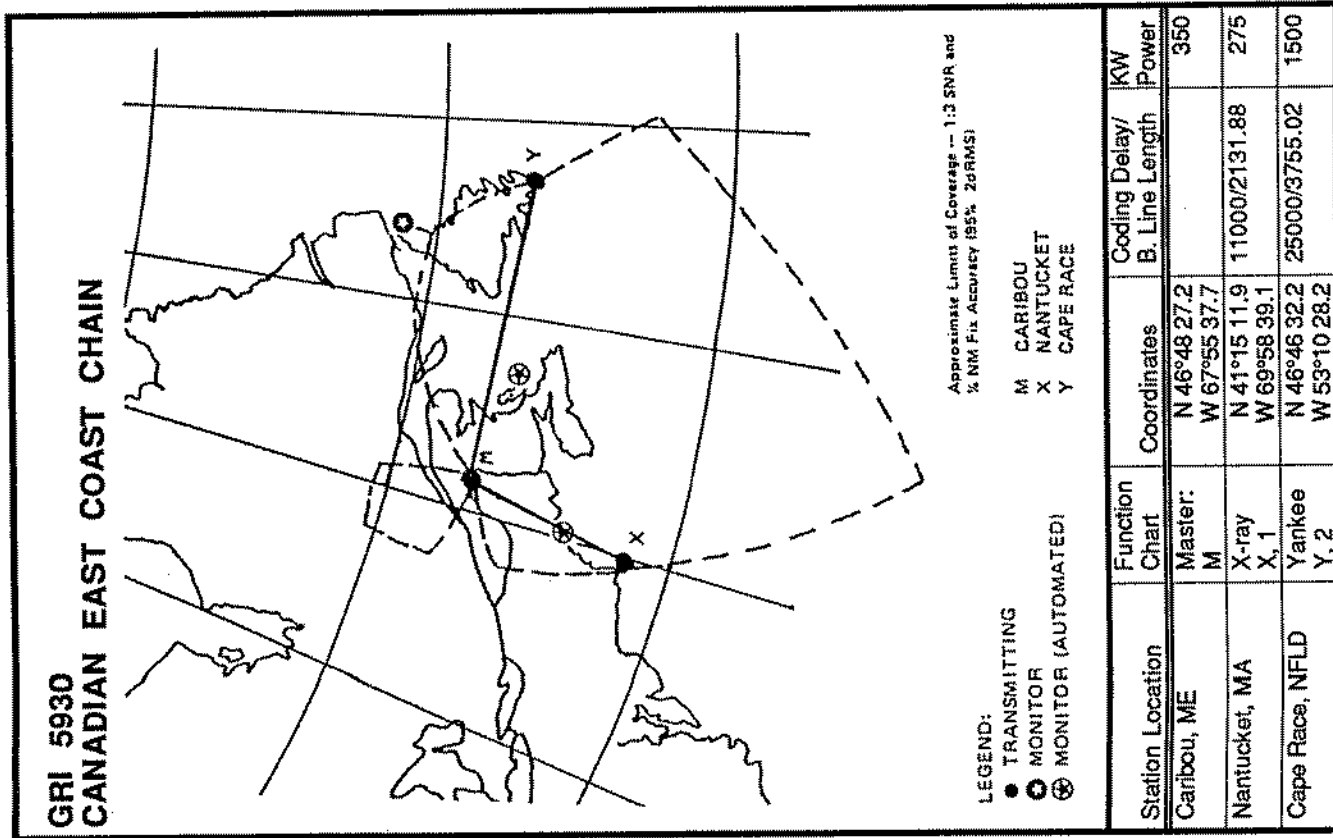 GRI 5930
CANADIAN EAST COAST CHAIN
E
Y
X
Approximate Limits of Coverage -- 1:3 SNR and
¼ NM Fix Accuracy (95% 2dRMS)
LEGEND:
TRANSMITTING
MONITOR
MONITOR (AUTOMATED)
M CARIBOU
X NANTUCKET
Y CAPE RACE
Station Location Function Chart Coordinates Coding Delay/ B. Line Length KW Power
Caribou, ME Master: N 46°48 27.2 350
M W 67°55 37.7
Nantucket, MA X-ray N 41°15 11.9 11000/2131.88 275
X, 1 W 69°58 39.1
Cape Race, NFLD Yankee N 46°46 32.2 25000/3755.02 1500
Y, 2 W 53°10 28.2